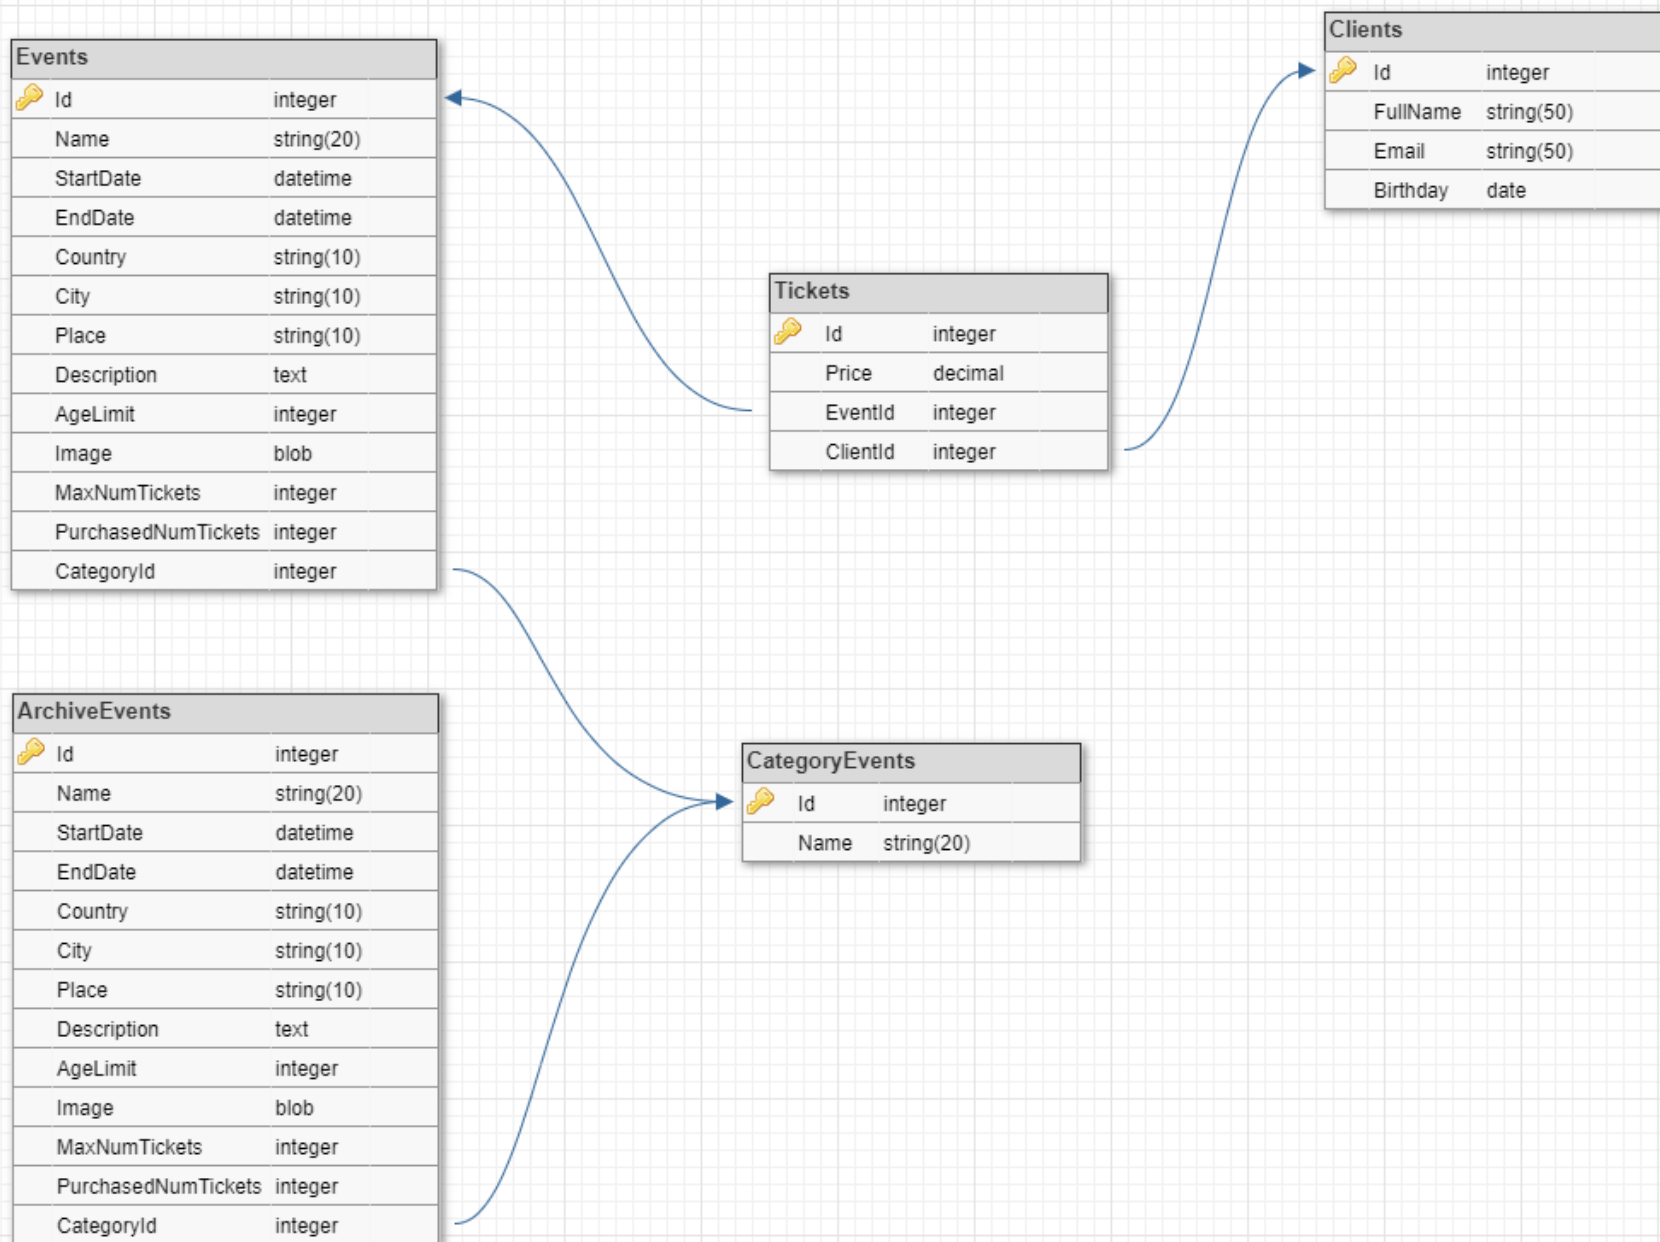 Events
Id integer
Name string(20)
StartDate datetime
EndDate datetime
Country string(10)
City string(10)
Place string(10)
Description text
AgeLimit integer
Image blob
MaxNumTickets integer
PurchasedNumTickets integer
CategoryId integer
Clients
Id integer
FullName string(50)
Email string(50)
Birthday date
Tickets
Id integer
Price decimal
EventId integer
ClientId integer
ArchiveEvents
Id integer
Name string(20)
StartDate datetime
EndDate datetime
Country string(10)
City string(10)
Place string(10)
Description text
AgeLimit integer
Image blob
MaxNumTickets integer
PurchasedNumTickets integer
CategoryId integer
CategoryEvents
Id integer
Name string(20)